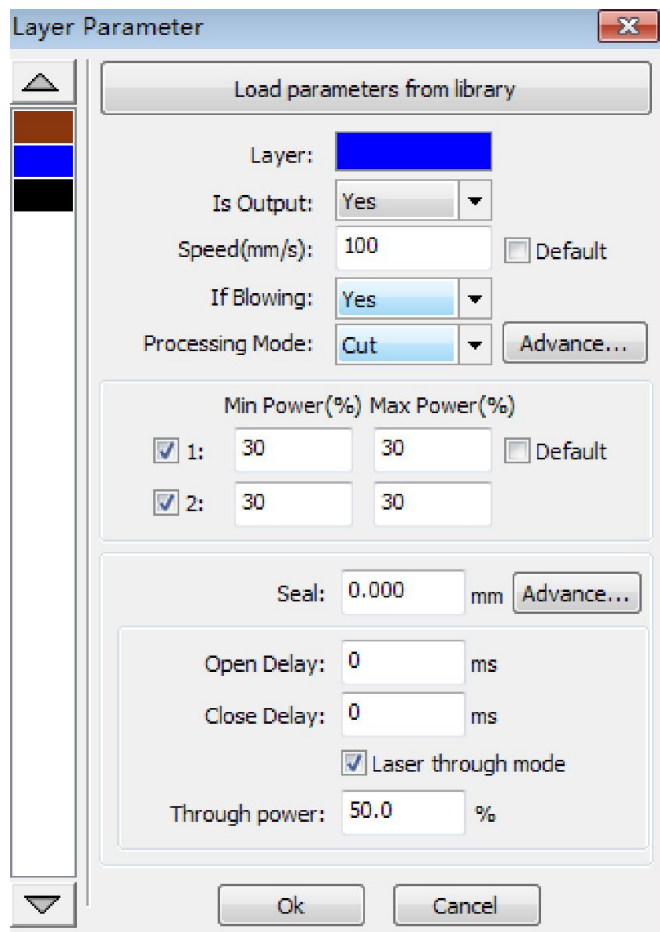 Layer Parameter
Load parameters from library
Layer:
Is Output: Yes
Speed(mm/s): 100 Default
If Blowing: Yes
Processing Mode: Cut Advance...
Min Power(%) Max Power(%)
1: 30 30 Default
2: 30 30
Seal: 0.000 mm Advance...
Open Delay: 0 ms
Close Delay: 0 ms
Laser through mode
Through power: 50.0 %
Ok Cancel